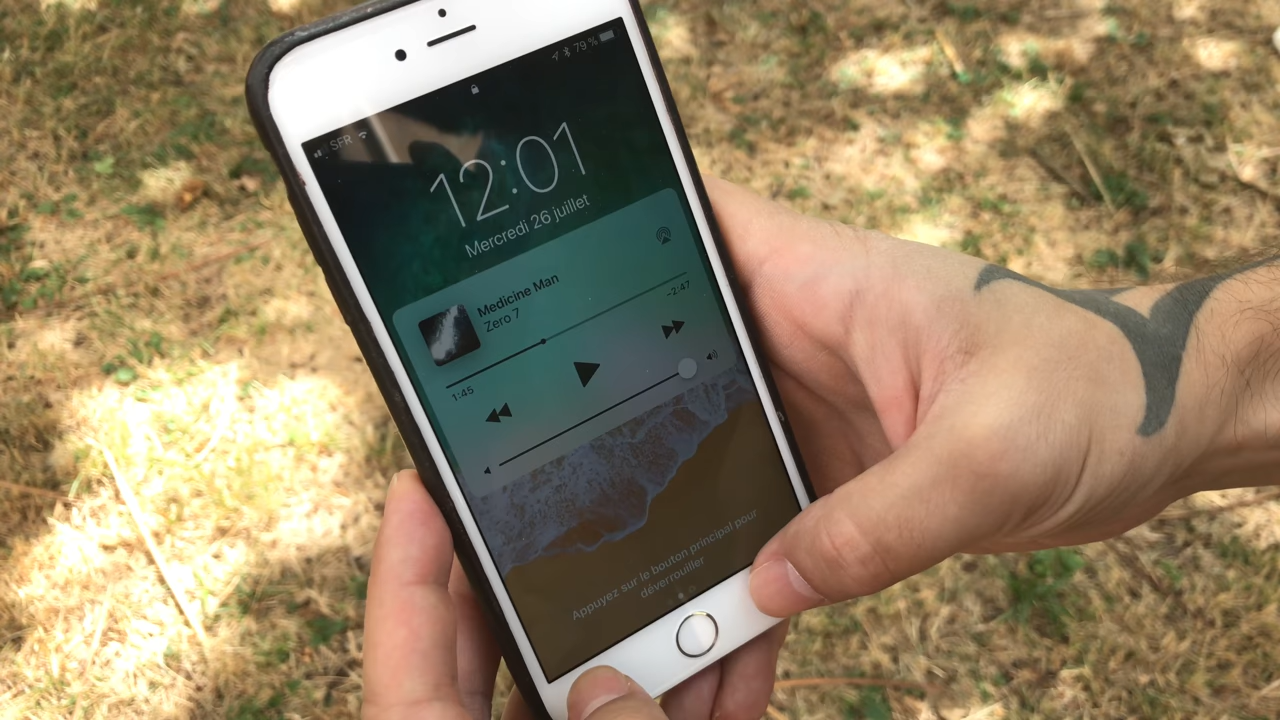 SFR
79 %
12:01
Mercredi 26 juillet
Medicine Man
Zero 7
1:45
-2:47
Appuyez sur le bouton principal pour
déverrouiller